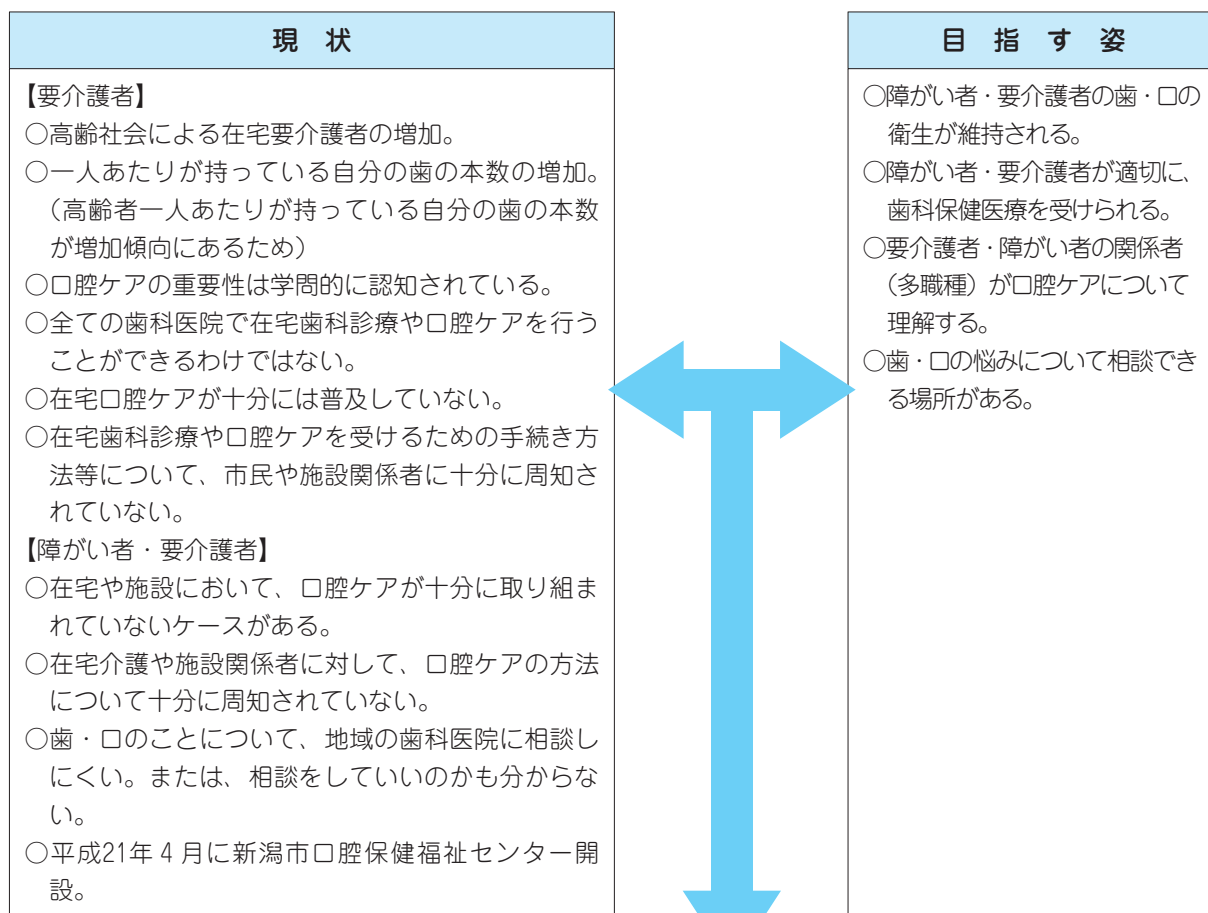 現 状
【要介護者】
○高齢社会による在宅要介護者の増加。
○一人あたりが持っている自分の歯の本数の増加。
（高齢者一人あたりが持っている自分の歯の本数
が増加傾向にあるため）
○口腔ケアの重要性は学問的に認知されている。
○全ての歯科医院で在宅歯科診療や口腔ケアを行う
ことができるわけではない。
○在宅口腔ケアが十分には普及していない。
○在宅歯科診療や口腔ケアを受けるための手続き方
法等について、市民や施設関係者に十分に周知さ
れていない。
【障がい者・要介護者】
○在宅や施設において、口腔ケアが十分に取り組ま
れていないケースがある。
○在宅介護や施設関係者に対して、口腔ケアの方法
について十分に周知されていない。
○歯・口のことについて、地域の歯科医院に相談し
にくい。または、相談をしていいのかも分からな
い。
○平成21年４月に新潟市口腔保健福祉センター開
設。
目 指 す 姿
○障がい者・要介護者の歯・口の
衛生が維持される。
○障がい者・要介護者が適切に、
歯科保健医療を受けられる。
○要介護者・障がい者の関係者
（多職種）が口腔ケアについて
理解する。
○歯・口の悩みについて相談でき
る場所がある。